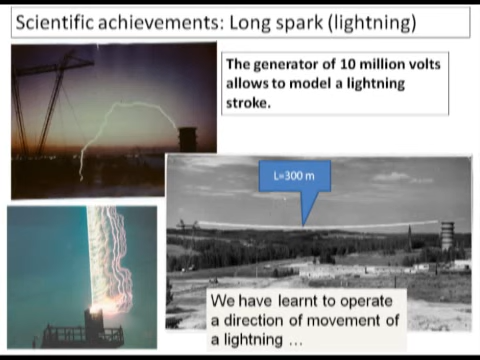 Scientific achievements: Long spark (lightning)
The generator of 10 million volts
allows to model a lightning
stroke.
L=300 m
We have learnt to operate
a direction of movement of
a lightning ...